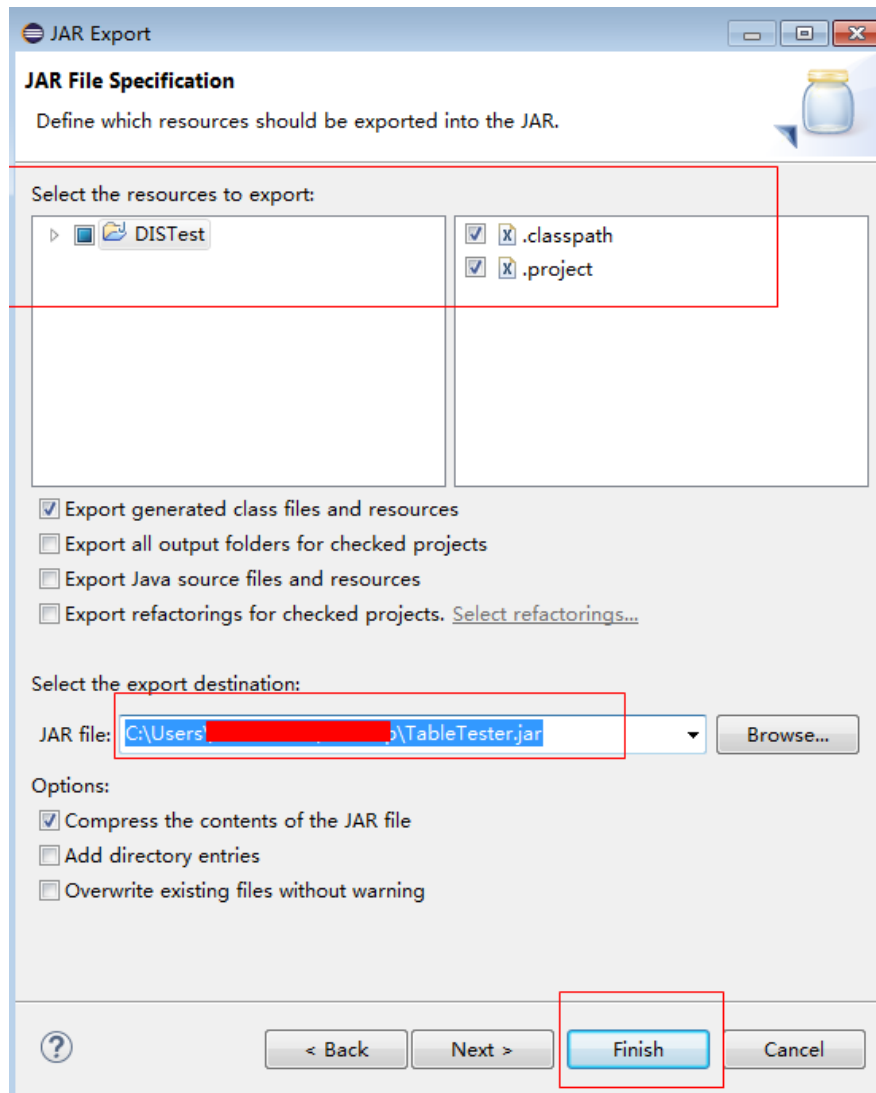 JAR Export
JAR File Specification
Define which resources should be exported into the JAR.
Select the resources to export:
DISTest
.classpath
.project
Export generated class files and resources
Export all output folders for checked projects
Export Java source files and resources
Export refactorings for checked projects. Select refactorings...
Select the export destination:
JAR file: C:\Users\ p\TableTester.jar Browse...
Options:
Compress the contents of the JAR file
Add directory entries
Overwrite existing files without warning
? < Back Next > Finish Cancel